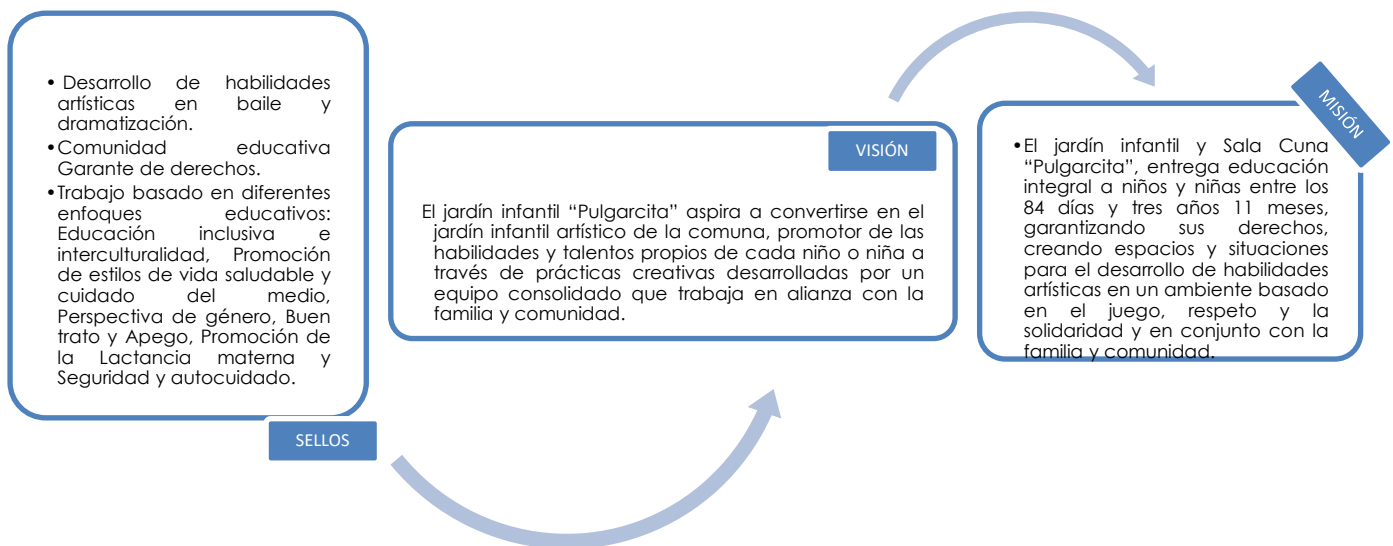 • Desarrollo de habilidades
artísticas en baile y
dramatización.
•Comunidad educativa
Garante de derechos.
•Trabajo basado en diferentes
enfoques educativos:
Educación inclusiva e
interculturalidad, Promoción
de estilos de vida saludable y
cuidado del medio,
Perspectiva de género, Buen
trato y Apego, Promoción de
la Lactancia materna y
Seguridad y autocuidado.
SELLOS
VISIÓN
El jardín infantil “Pulgarcita” aspira a convertirse en el
jardín infantil artístico de la comuna, promotor de las
habilidades y talentos propios de cada niño o niña a
través de prácticas creativas desarrolladas por un
equipo consolidado que trabaja en alianza con la
familia y comunidad.
MISIÓN
•El jardín infantil y Sala Cuna
“Pulgarcita”, entrega educación
integral a niños y niñas entre los
84 días y tres años 11 meses,
garantizando sus derechos,
creando espacios y situaciones
para el desarrollo de habilidades
artísticas en un ambiente basado
en el juego, respeto y la
solidaridad y en conjunto con la
familia y comunidad.